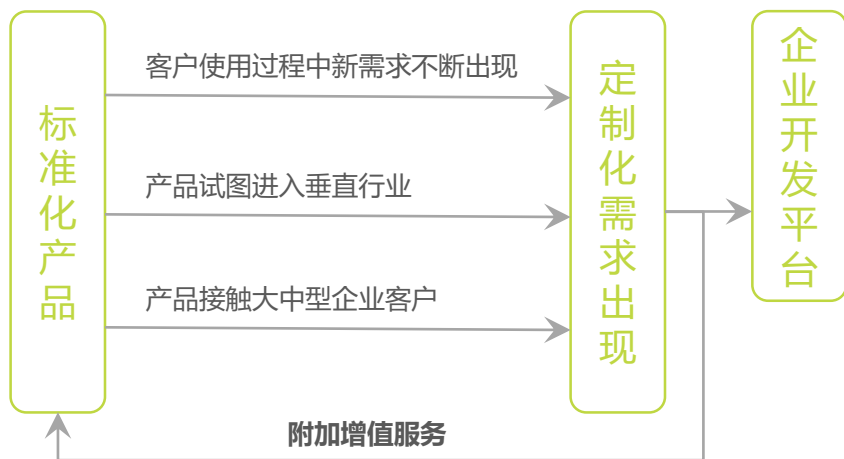 标准化产品
客户使用过程中新需求不断出现
产品试图进入垂直行业
产品接触大中型企业客户
定制化需求出现
企业开发平台
附加增值服务